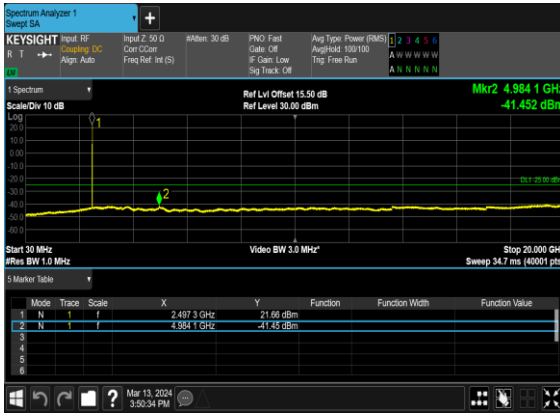 Spectrum Analyzer 1
Swept SA
+
KEYSIGHT Input: RF Input Z: 50 Ω #Atten: 30 dB PNO: Fast Avg Type: Power (RMS) 1 2 3 4 5 6
R T Coupling: DC Corr CCorr Gate: Off Avg|Hold: 100/100 A W W W W W
Align: Auto Freq Ref: Int (S) IF Gain: Low Trig: Free Run
Sig Track: Off A N N N N N
1 Spectrum Ref Lvl Offset 15.50 dB Mkr2 4.984 1 GHz
Scale/Div 10 dB Ref Level 30.00 dBm -41.452 dBm
Log
20.0
10.0
0.00
-10.0
-20.0
-30.0
-40.0
-50.0
-60.0
1
2
DL1 -25.00 dBm
Start 30 MHz Video BW 3.0 MHz* Stop 20.000 GHz
#Res BW 1.0 MHz Sweep 34.7 ms (40001 pts)
5 Marker Table
Mode Trace Scale X Y Function Function Width Function Value
1 N 1 f 2.497 3 GHz 21.66 dBm
2 N 1 f 4.984 1 GHz -41.45 dBm
3
4
5
6
? Mar 13, 2024
3:50:34 PM